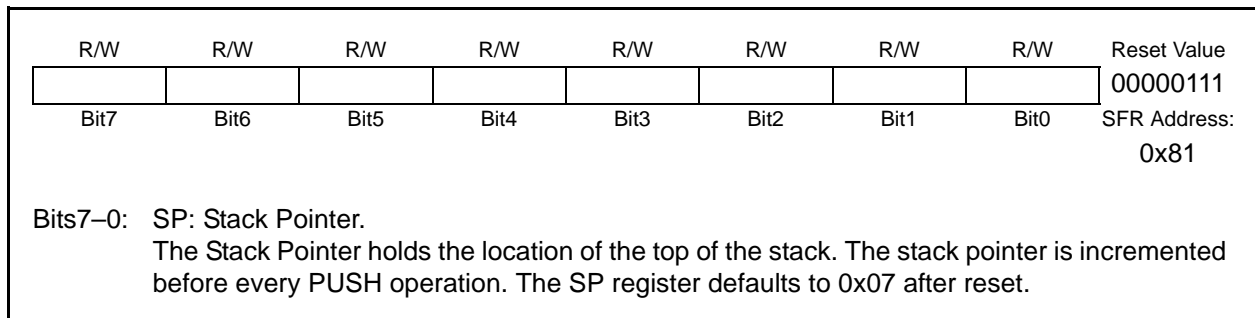 R/W R/W R/W R/W R/W R/W R/W R/W Reset Value
00000111
Bit7 Bit6 Bit5 Bit4 Bit3 Bit2 Bit1 Bit0 SFR Address:
0x81
Bits7–0: SP: Stack Pointer.
The Stack Pointer holds the location of the top of the stack. The stack pointer is incremented
before every PUSH operation. The SP register defaults to 0x07 after reset.